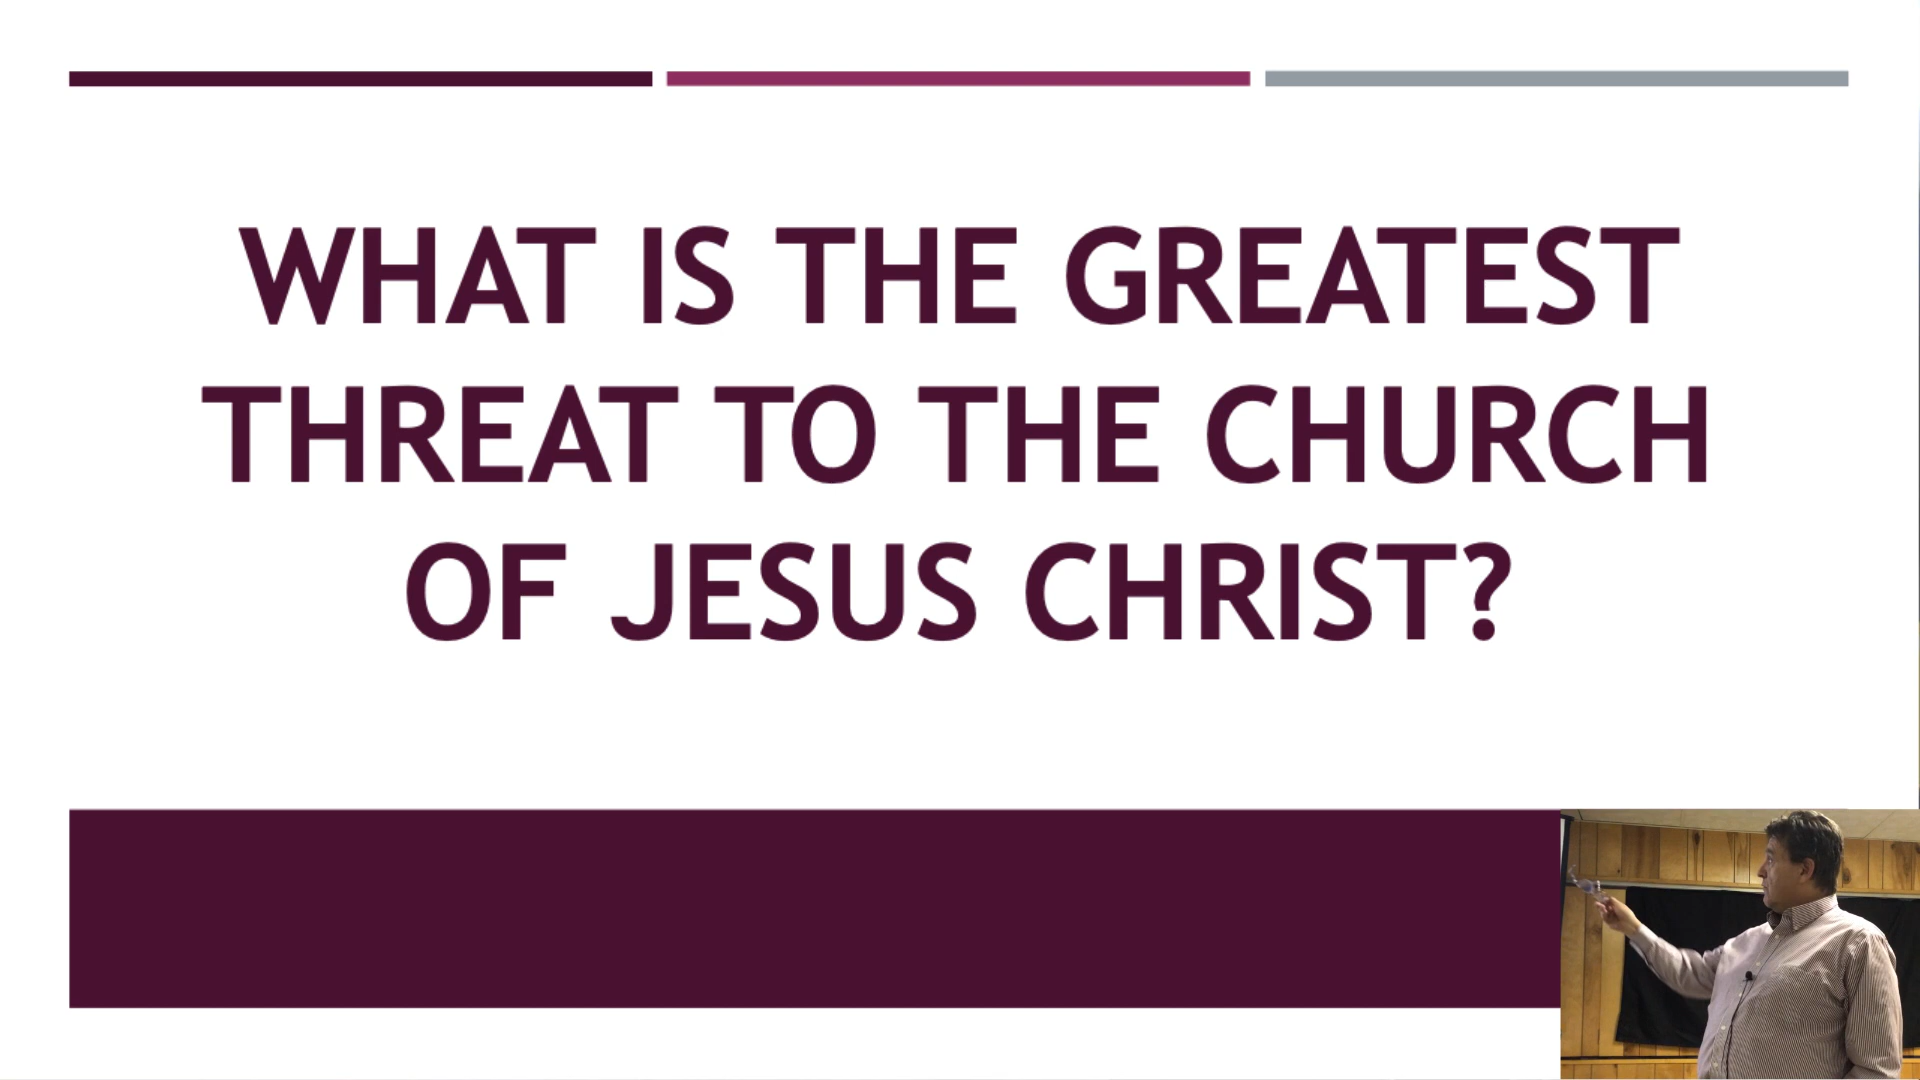 WHAT IS THE GREATEST
THREAT TO THE CHURCH
OF JESUS CHRIST?